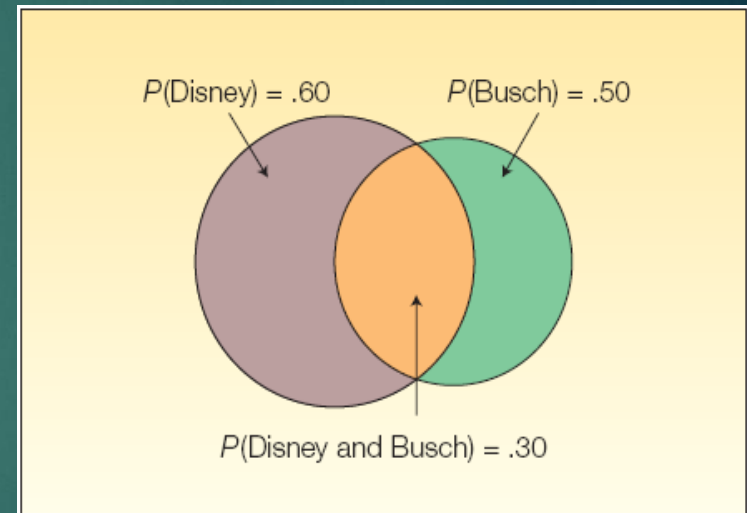 P(Disney) = .60
P(Busch) = .50
P(Disney and Busch) = .30